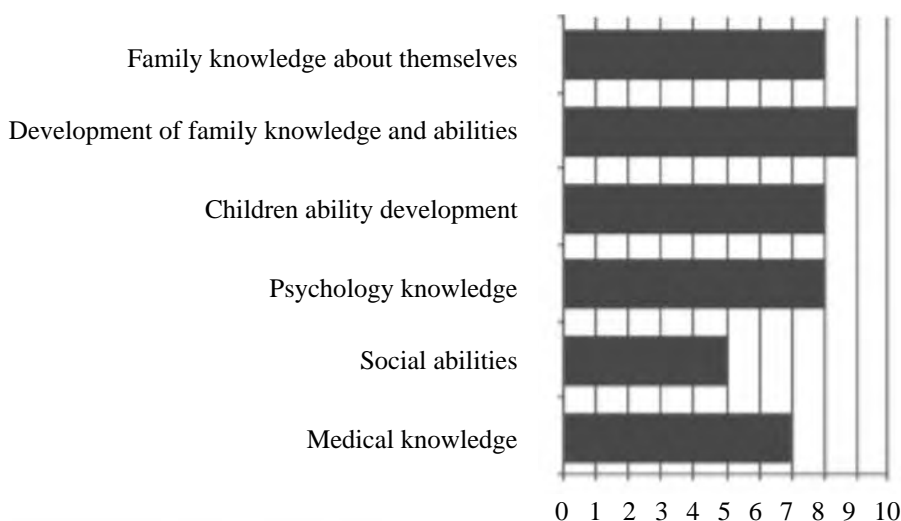 Family knowledge about themselves
Development of family knowledge and abilities
Children ability development
Psychology knowledge
Social abilities
Medical knowledge
0 1 2 3 4 5 6 7 8 9 10